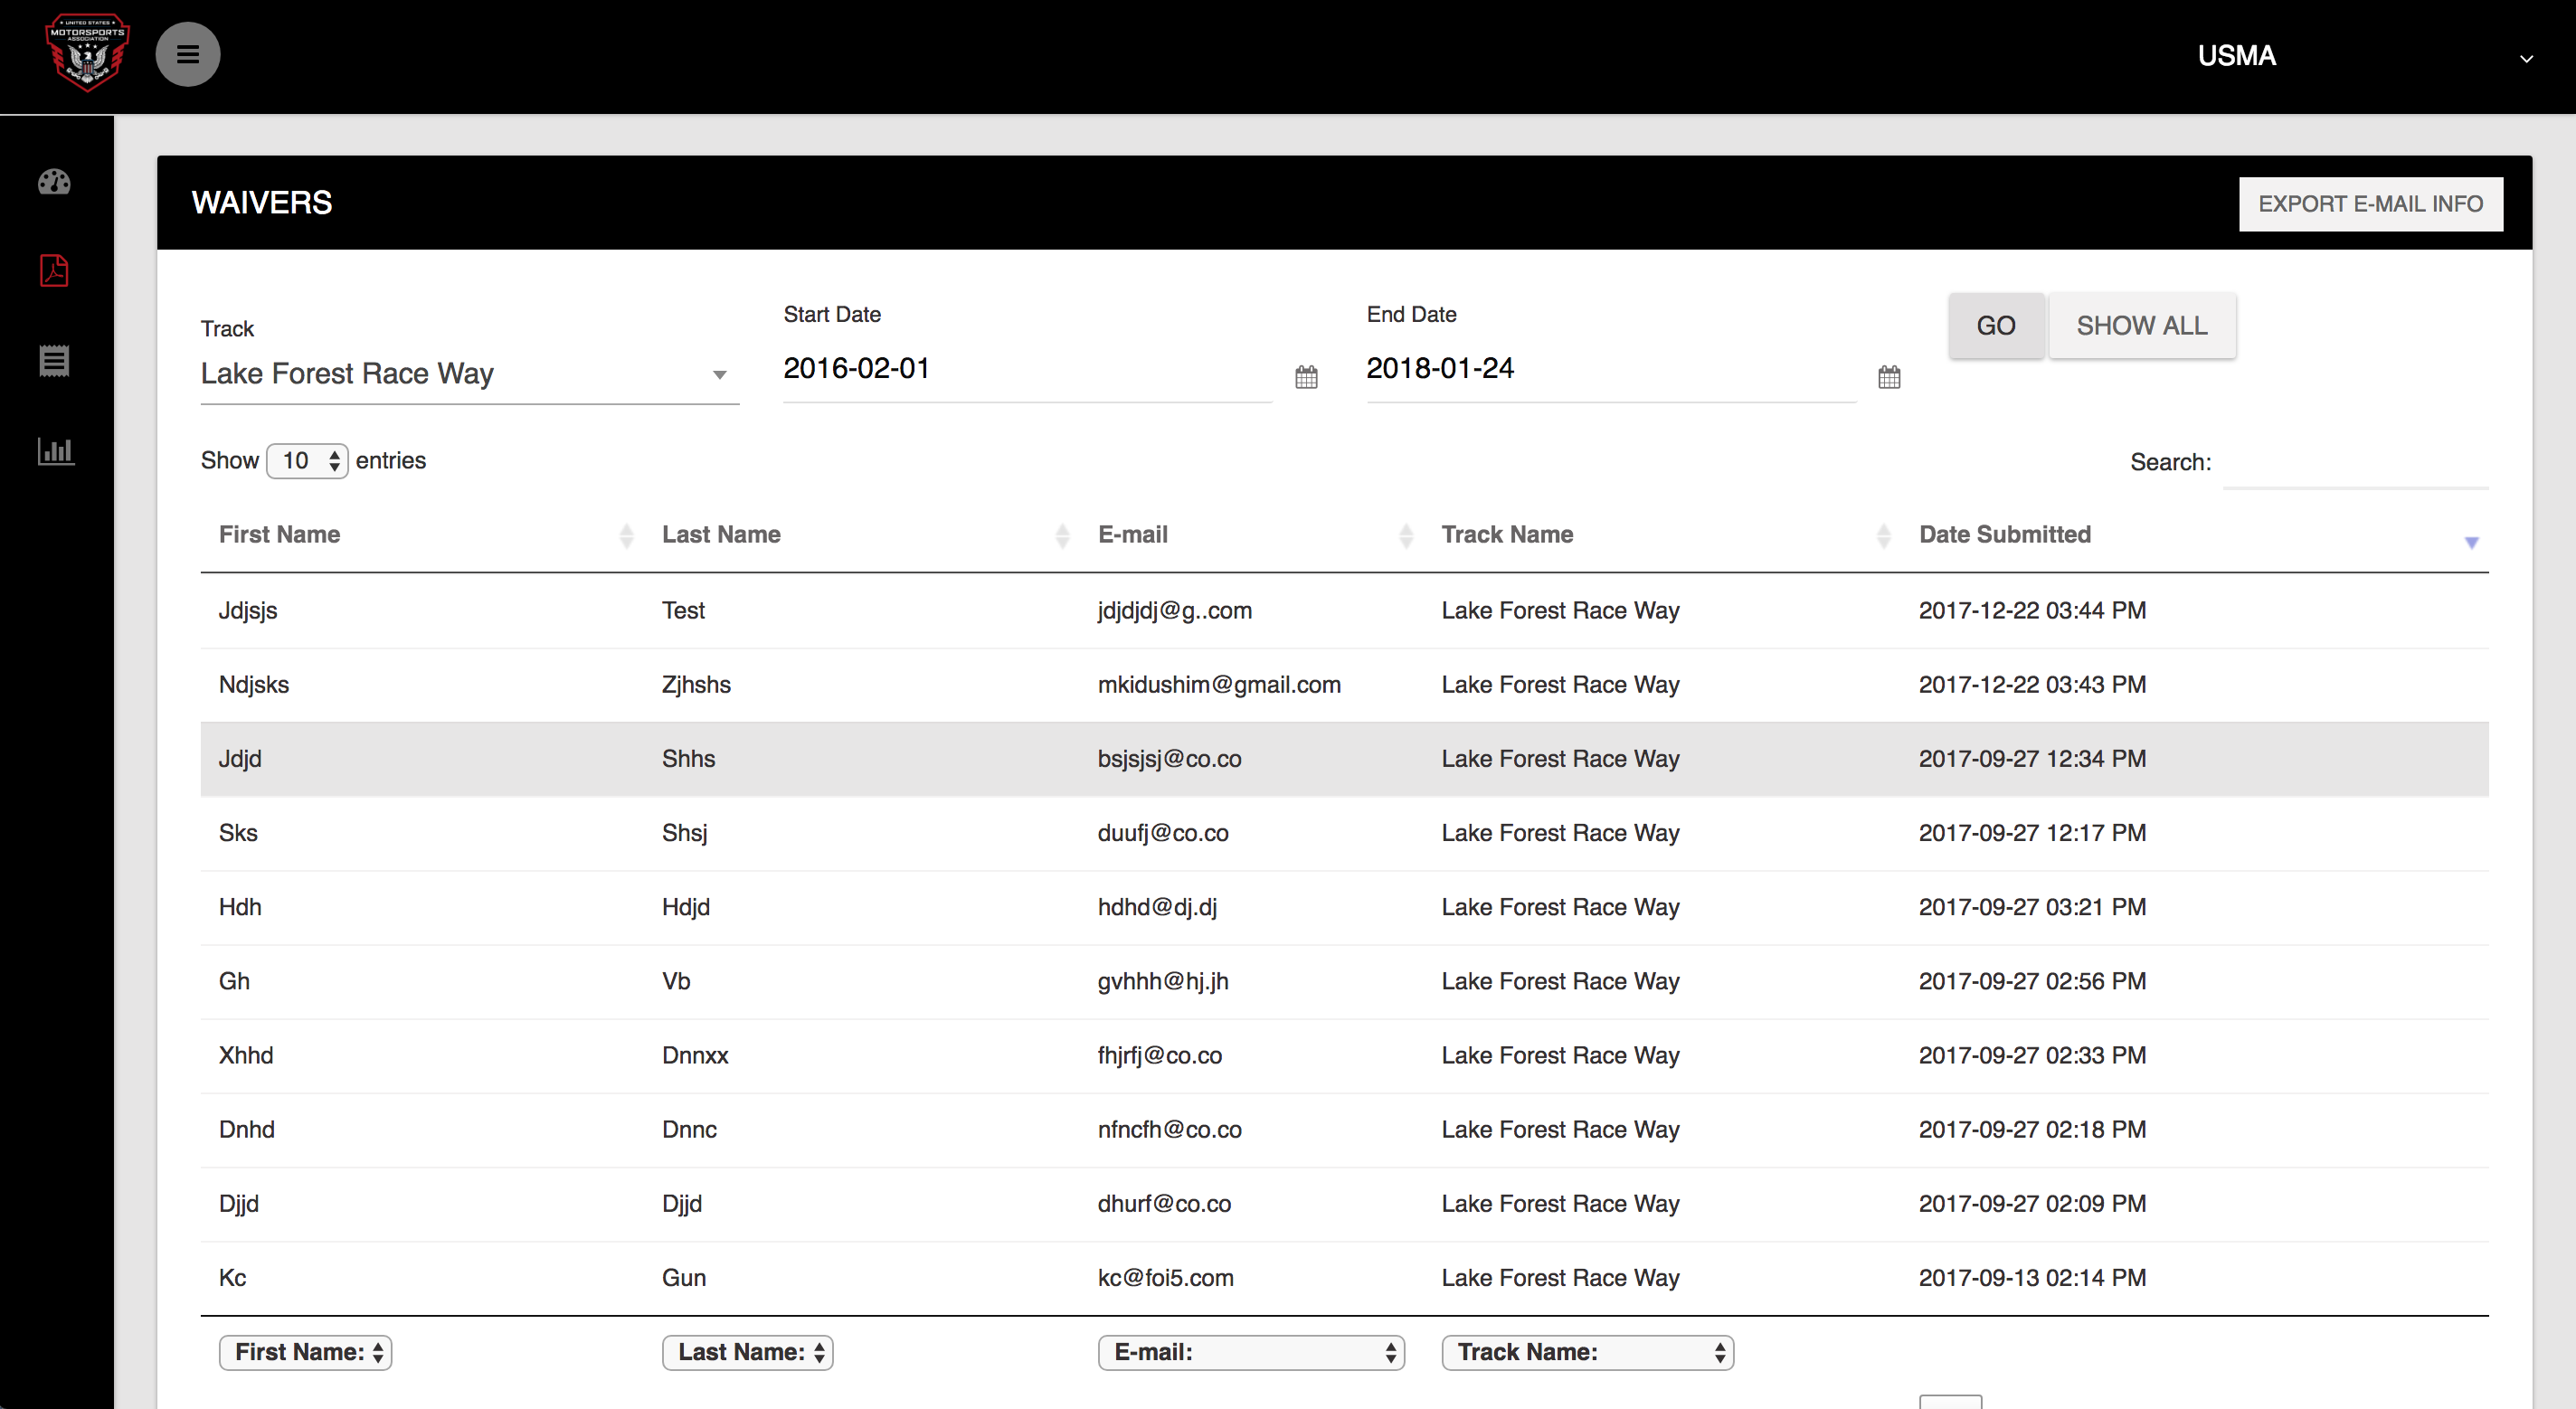 UNITED STATES
MOTORSPORTS
ASSOCIATION
USMA
WAIVERS
EXPORT E-MAIL INFO
Track
Lake Forest Race Way
Start Date
2016-02-01
End Date
2018-01-24
GO
SHOW ALL
Show 10 entries
Search:
First Name Last Name E-mail Track Name Date Submitted
Jdjsjs Test jdjdjdj@g..com Lake Forest Race Way 2017-12-22 03:44 PM
Ndjsks Zjhshs mkidushim@gmail.com Lake Forest Race Way 2017-12-22 03:43 PM
Jdjd Shhs bsjsjsj@co.co Lake Forest Race Way 2017-09-27 12:34 PM
Sks Shsj duufj@co.co Lake Forest Race Way 2017-09-27 12:17 PM
Hdh Hdjd hdhd@dj.dj Lake Forest Race Way 2017-09-27 03:21 PM
Gh Vb gvhhh@hj.jh Lake Forest Race Way 2017-09-27 02:56 PM
Xhhd Dnnxx fhjrfj@co.co Lake Forest Race Way 2017-09-27 02:33 PM
Dnhd Dnnc nfncfh@co.co Lake Forest Race Way 2017-09-27 02:18 PM
Djjd Djjd dhurf@co.co Lake Forest Race Way 2017-09-27 02:09 PM
Kc Gun kc@foi5.com Lake Forest Race Way 2017-09-13 02:14 PM
First Name: Last Name: E-mail: Track Name: